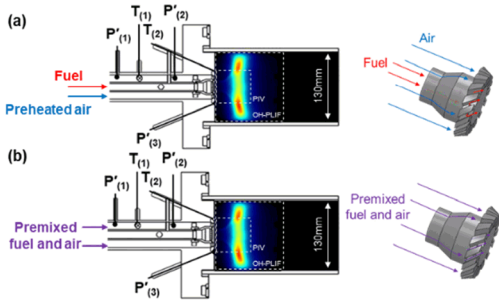 (a)
T(1)
P'(1)
T(2)
P'(2)
Fuel
Preheated air
P'(3)
PIV
OH-PLIF
130mm
Air
Fuel
(b)
T(1)
P'(1)
T(2)
P'(2)
Premixed
fuel and air
P'(3)
PIV
OH-PLIF
130mm
Premixed
fuel and air